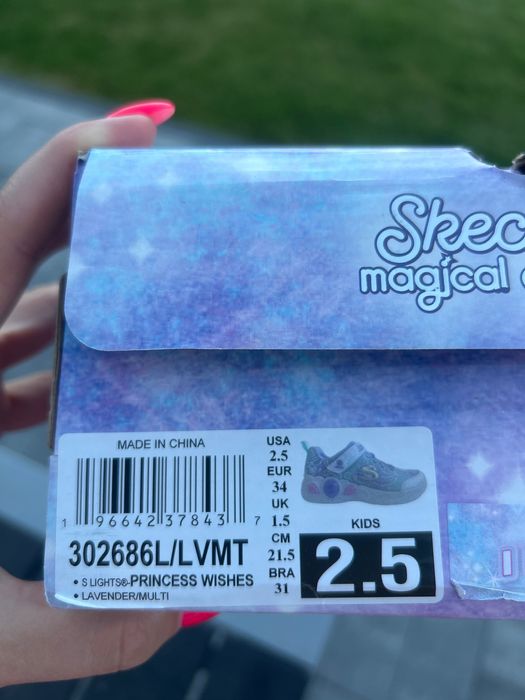 Skec
magical
MADE IN CHINA
1 96642 37843 7
302686L/LVMT
• S LIGHTS®-PRINCESS WISHES
• LAVENDER/MULTI
USA
2.5
EUR
34
UK
1.5
CM
21.5
BRA
31
KIDS
2.5